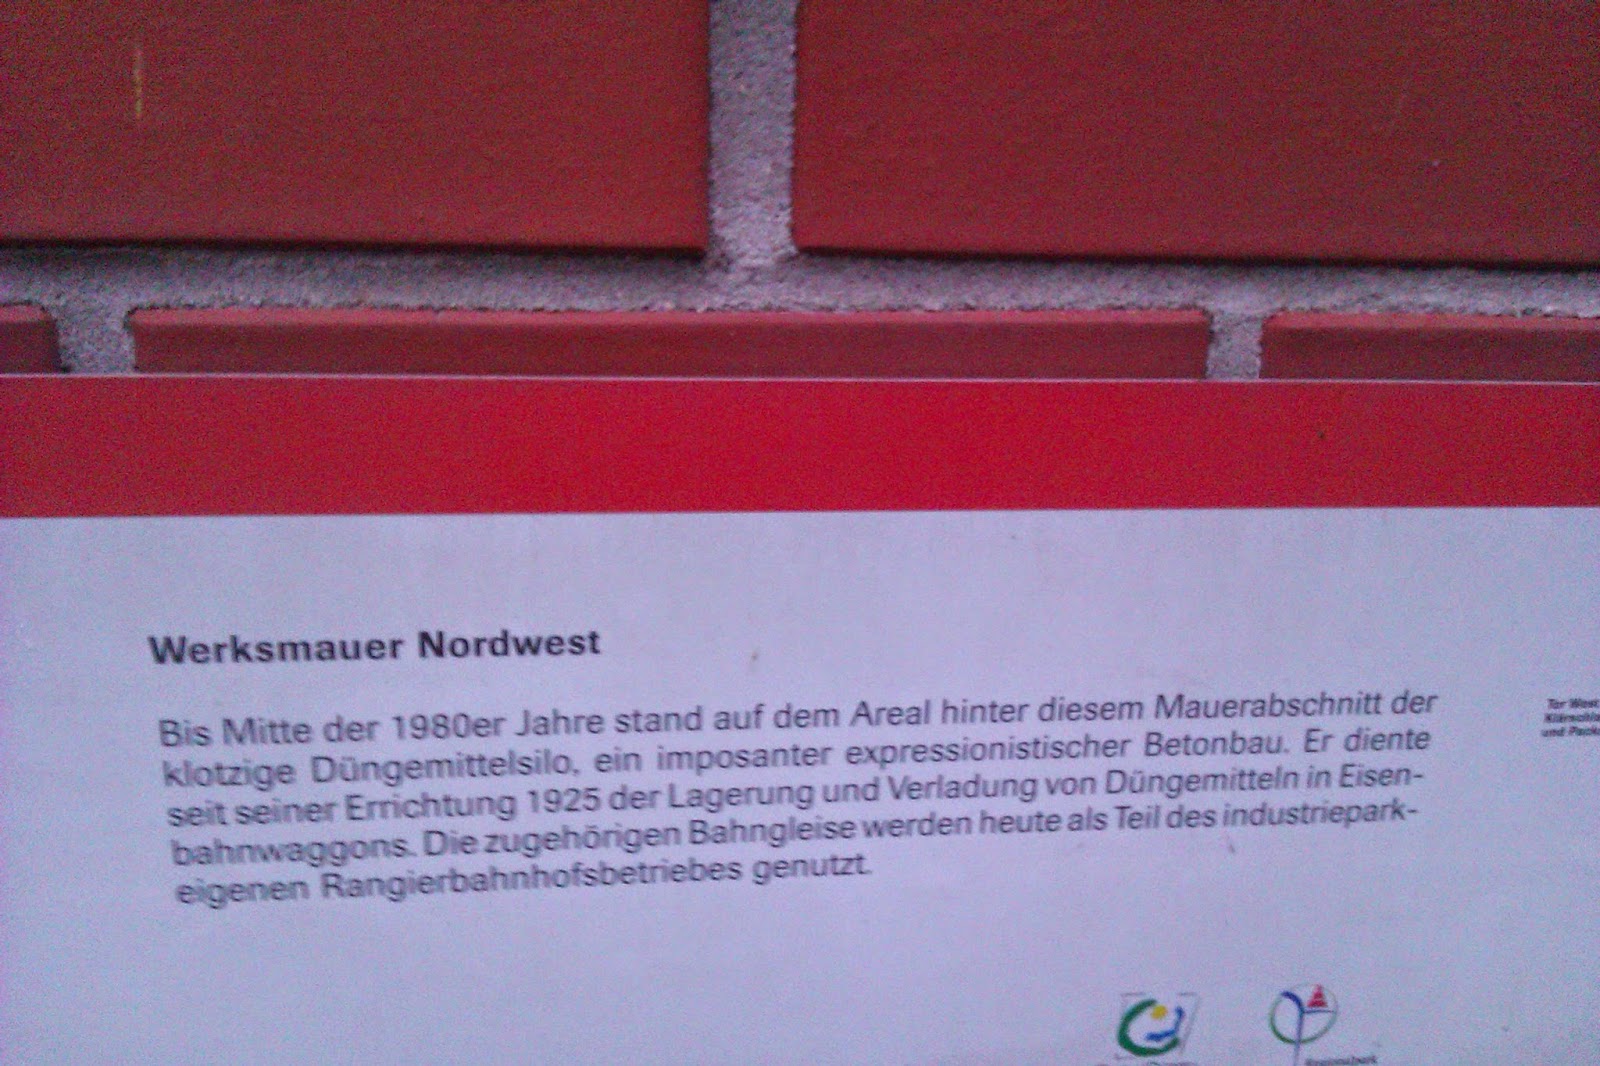 Werksmauer Nordwest
Bis Mitte der 1980er Jahre stand auf dem Areal hinter diesem Mauerabschnitt der
klotzige Düngemittelsilo, ein imposanter expressionistischer Betonbau. Er diente
seit seiner Errichtung 1925 der Lagerung und Verladung von Düngemitteln in Eisen-
bahnwaggons. Die zugehörigen Bahngleise werden heute als Teil des industriepark-
eigenen Rangierbahnhofsbetriebes genutzt.
Tor West